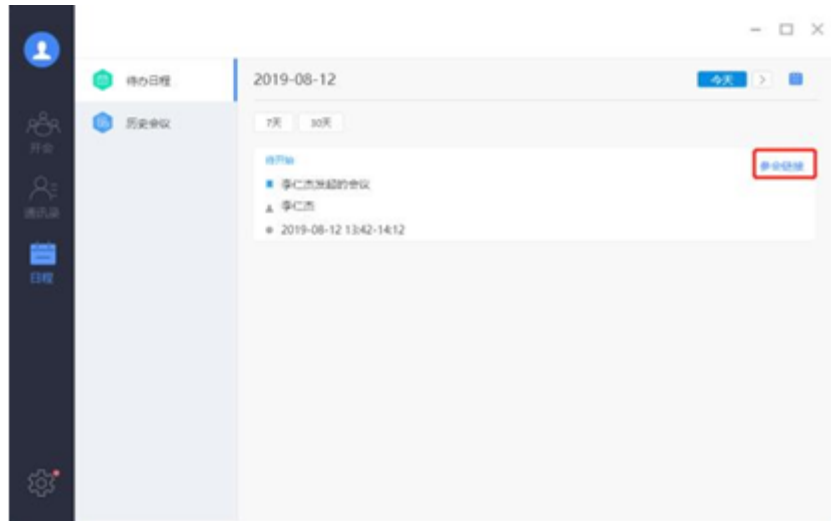 待办日程
2019-08-12
今天
历史会议
7天
30天
开会
待开始
参会链接
李仁杰发起的会议
通讯录
李仁杰
2019-08-12 13:42-14:12
日程